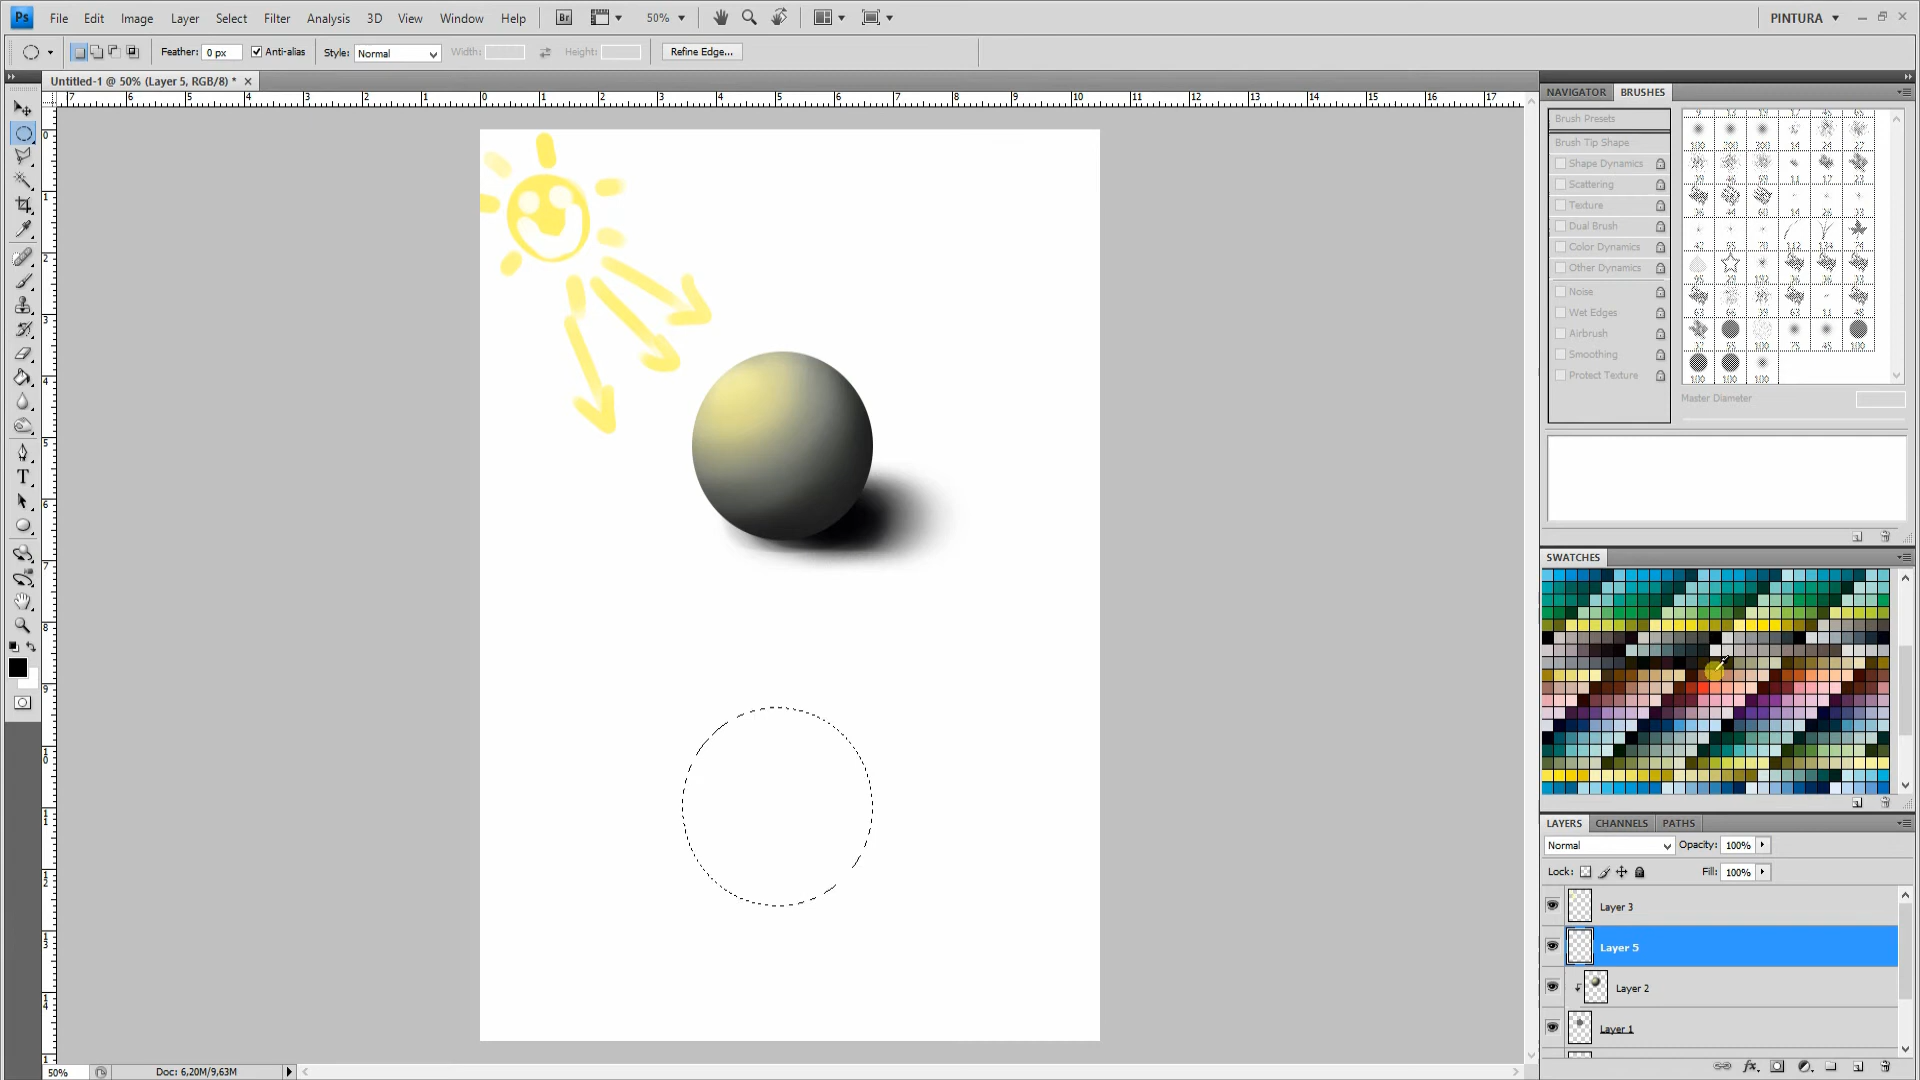 Ps File Edit Image Layer Select Filter Analysis 3D View Window Help Br 50% PINTURA
Feather: 0 px Anti-alias Style: Normal Width: Height: Refine Edge...
Untitled-1 @ 50% (Layer 5, RGB/8) *
NAVIGATOR BRUSHES
Brush Presets
Brush Tip Shape
Shape Dynamics
Scattering
Texture
Dual Brush
Color Dynamics
Other Dynamics
Noise
Wet Edges
Airbrush
Smoothing
Protect Texture
Master Diameter
SWATCHES
LAYERS CHANNELS PATHS
Normal Opacity: 100%
Lock: Fill: 100%
Layer 3
Layer 5
Layer 2
Layer 1
50% Doc: 6,20M/9,63M